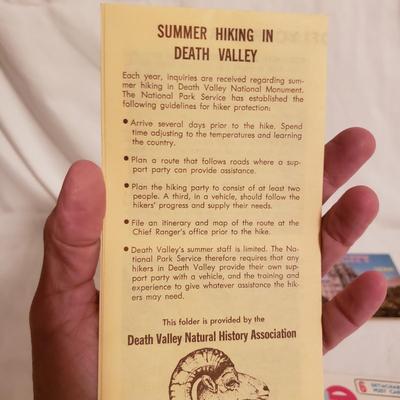 SUMMER HIKING IN
DEATH VALLEY
Each year, inquiries are received regarding sum-
mer hiking in Death Valley National Monument.
The National Park Service has established the
following guidelines for hiker protection:
• Arrive several days prior to the hike. Spend
time adjusting to the temperatures and learning
the country.
• Plan a route that follows roads where a sup-
port party can provide assistance.
• Plan the hiking party to consist of at least two
people. A third, in a vehicle, should follow the
hikers' progress and supply their needs.
• File an itinerary and map of the route at the
Chief Ranger's office prior to the hike.
• Death Valley's summer staff is limited. The Na-
tional Park Service therefore requires that any
hikers in Death Valley provide their own sup-
port party with a vehicle, and the training and
experience to give whatever assistance the hik-
ers may need.
This folder is provided by the
Death Valley Natural History Association
6
POST CAR